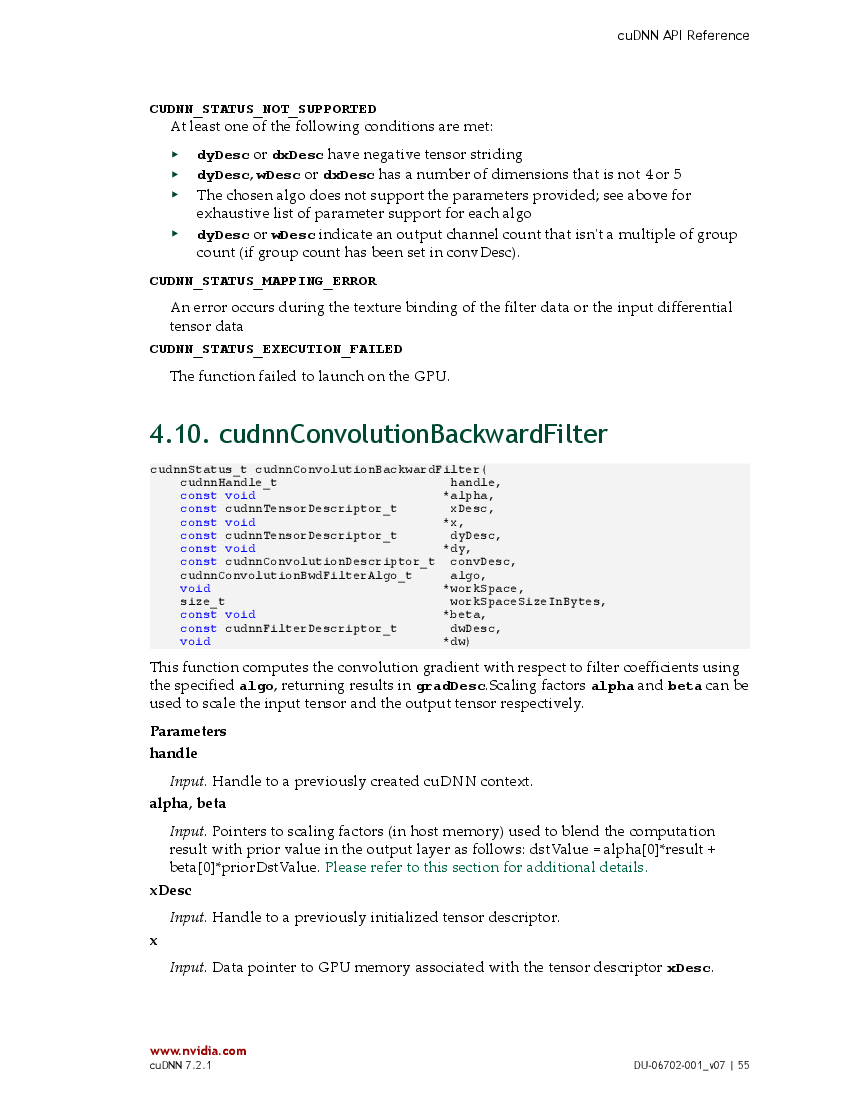 cuDNN API Reference
CUDNN_STATUS_NOT_SUPPORTED
At least one of the following conditions are met:
▸ dyDesc or dxDesc have negative tensor striding
▸ dyDesc, wDesc or dxDesc has a number of dimensions that is not 4 or 5
▸ The chosen algo does not support the parameters provided; see above for
exhaustive list of parameter support for each algo
▸ dyDesc or wDesc indicate an output channel count that isn't a multiple of group
count (if group count has been set in convDesc).
CUDNN_STATUS_MAPPING_ERROR
An error occurs during the texture binding of the filter data or the input differential
tensor data
CUDNN_STATUS_EXECUTION_FAILED
The function failed to launch on the GPU.
4.10. cudnnConvolutionBackwardFilter
cudnnStatus_t cudnnConvolutionBackwardFilter(
    cudnnHandle_t                       handle,
    const void                         *alpha,
    const cudnnTensorDescriptor_t       xDesc,
    const void                         *x,
    const cudnnTensorDescriptor_t       dyDesc,
    const void                         *dy,
    const cudnnConvolutionDescriptor_t  convDesc,
    cudnnConvolutionBwdFilterAlgo_t     algo,
    void                               *workSpace,
    size_t                              workSpaceSizeInBytes,
    const void                         *beta,
    const cudnnFilterDescriptor_t       dwDesc,
    void                               *dw)
This function computes the convolution gradient with respect to filter coefficients using
the specified algo, returning results in gradDesc.Scaling factors alpha and beta can be
used to scale the input tensor and the output tensor respectively.
Parameters
handle
Input. Handle to a previously created cuDNN context.
alpha, beta
Input. Pointers to scaling factors (in host memory) used to blend the computation
result with prior value in the output layer as follows: dstValue = alpha[0]*result +
beta[0]*priorDstValue. Please refer to this section for additional details.
xDesc
Input. Handle to a previously initialized tensor descriptor.
x
Input. Data pointer to GPU memory associated with the tensor descriptor xDesc.
www.nvidia.com
cuDNN 7.2.1
DU-06702-001_v07 | 55